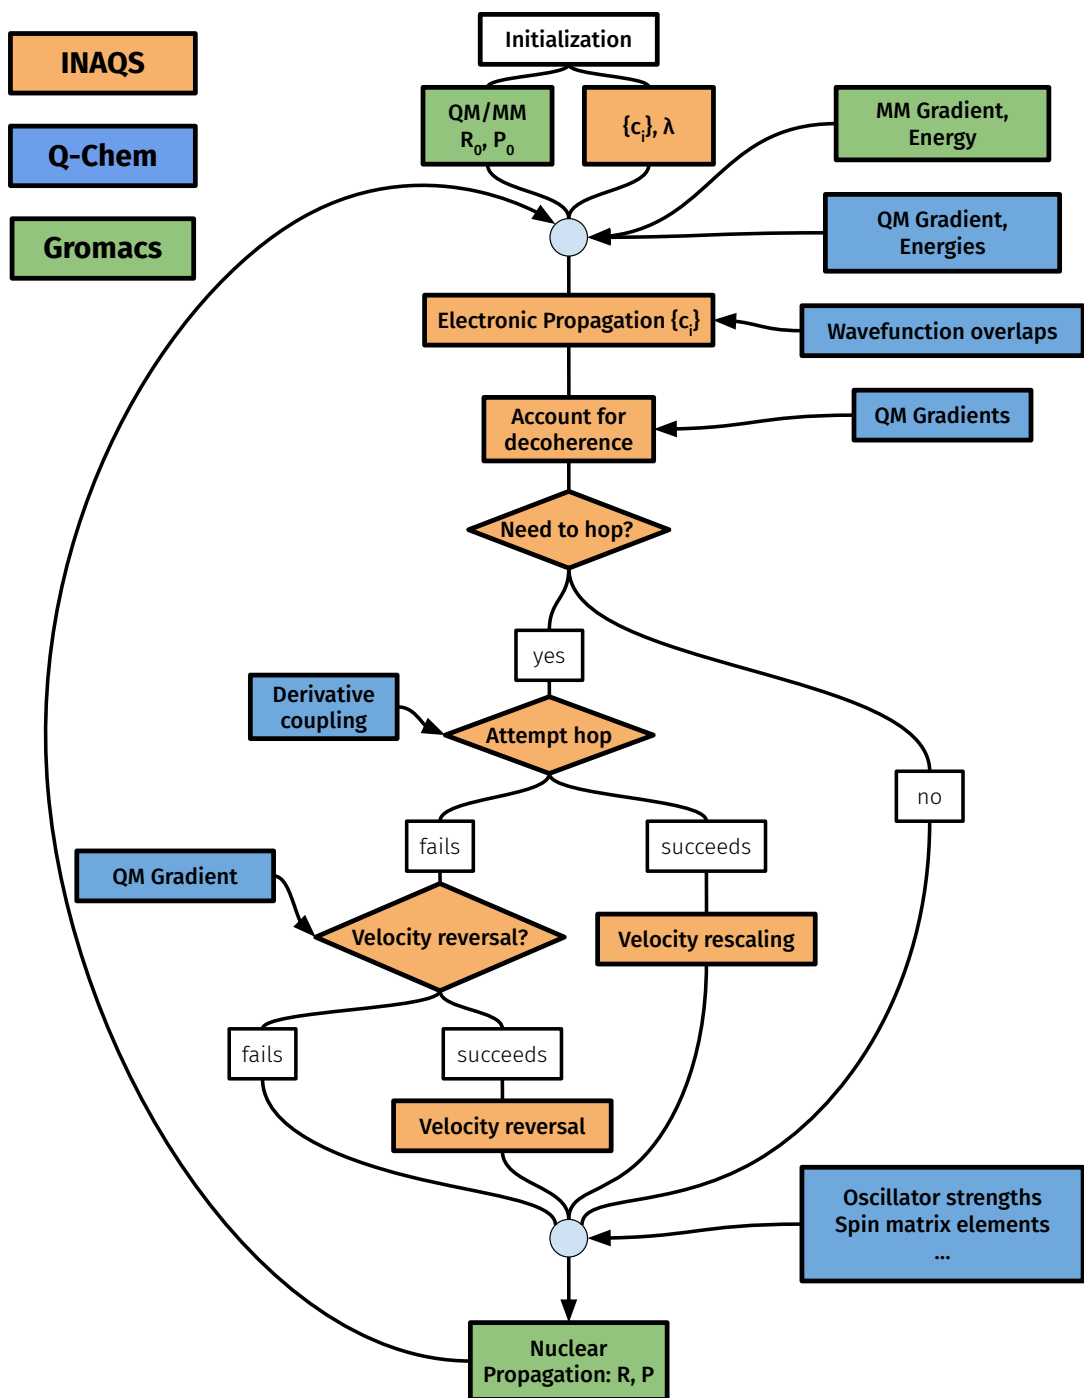 Initialization
INAQS
QM/MM
R₀, P₀
{cᵢ}, λ
MM Gradient,
Energy
Q-Chem
QM Gradient,
Energies
Gromacs
Electronic Propagation {cᵢ}
Wavefunction overlaps
Account for
decoherence
QM Gradients
Need to hop?
yes
Derivative
coupling
Attempt hop
no
fails
succeeds
QM Gradient
Velocity reversal?
Velocity rescaling
fails
succeeds
Velocity reversal
Oscillator strengths
Spin matrix elements
...
Nuclear
Propagation: R, P